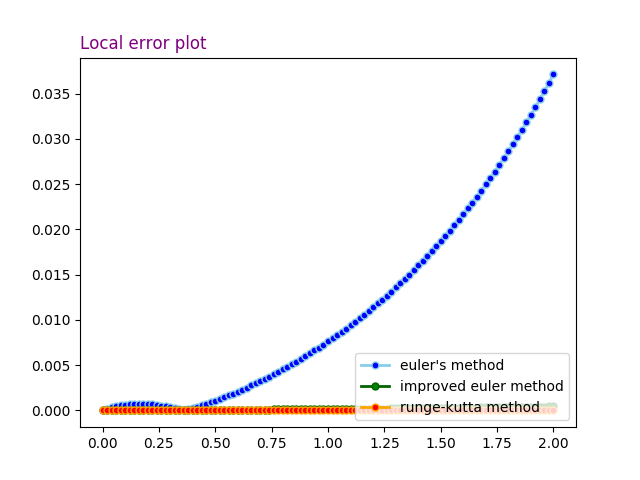 Local error plot
0.035
0.030
0.025
0.020
0.015
0.010
0.005
0.000
euler's method
improved euler method
runge-kutta method
0.00 0.25 0.50 0.75 1.00 1.25 1.50 1.75 2.00